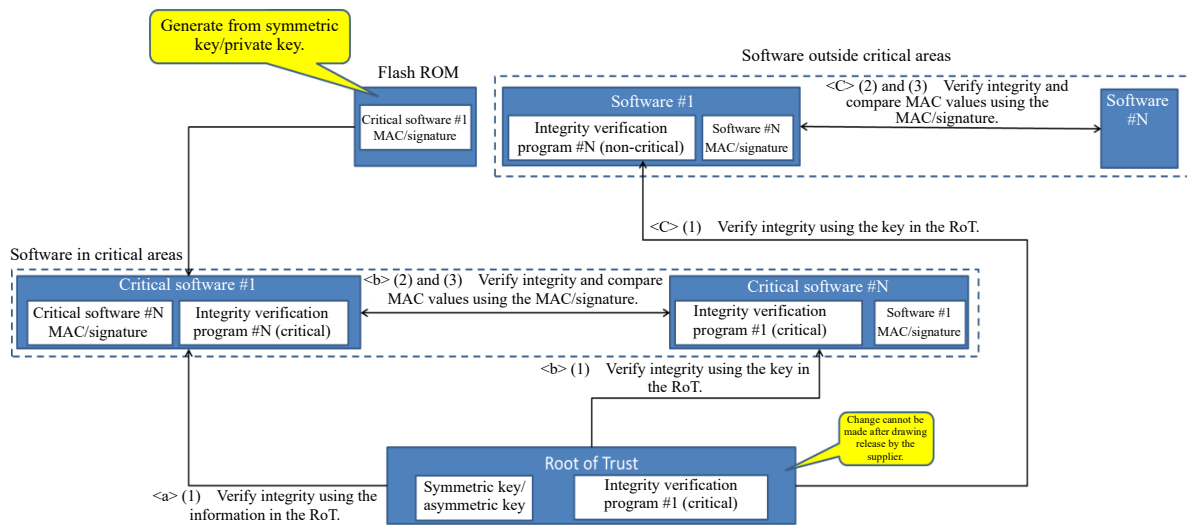 Generate from symmetric
key/private key.
Flash ROM
Critical software #1
MAC/signature
Software outside critical areas
Software #1
Integrity verification
program #N (non-critical)
Software #N
MAC/signature
<C> (2) and (3) Verify integrity and
compare MAC values using the
MAC/signature.
Software
#N
<C> (1) Verify integrity using the key in the RoT.
Software in critical areas
Critical software #1
Critical software #N
MAC/signature
Integrity verification
program #N (critical)
<b> (2) and (3) Verify integrity and compare
MAC values using the MAC/signature.
Critical software #N
Integrity verification
program #1 (critical)
Software #1
MAC/signature
<b> (1) Verify integrity using the key in
the RoT.
Change cannot be
made after drawing
release by the
supplier.
Root of Trust
Symmetric key/
asymmetric key
Integrity verification
program #1 (critical)
<a> (1) Verify integrity using the
information in the RoT.